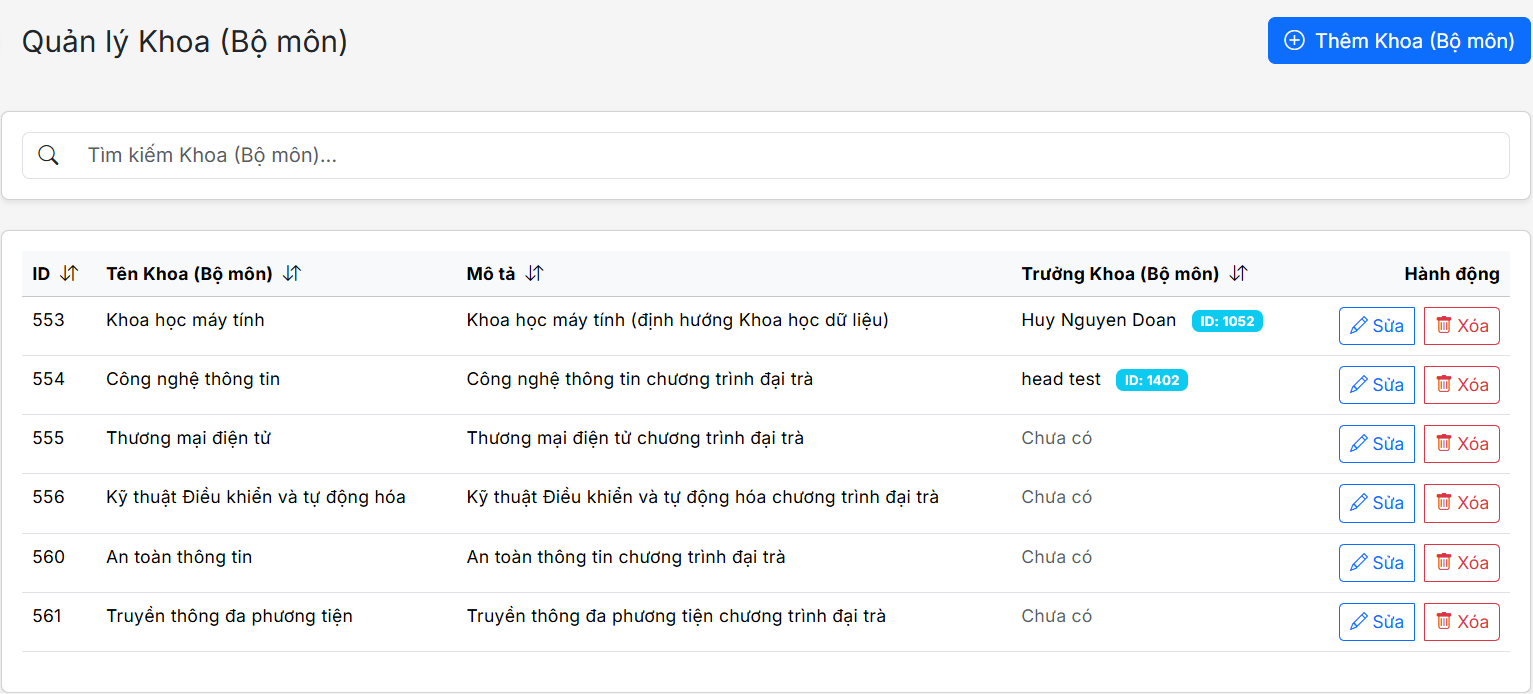 Quản lý Khoa (Bộ môn)
Thêm Khoa (Bộ môn)
Tìm kiếm Khoa (Bộ môn)...
ID Tên Khoa (Bộ môn) Mô tả Trưởng Khoa (Bộ môn) Hành động
553 Khoa học máy tính Khoa học máy tính (định hướng Khoa học dữ liệu) Huy Nguyen Doan ID: 1052 Sửa Xóa
554 Công nghệ thông tin Công nghệ thông tin chương trình đại trà head test ID: 1402 Sửa Xóa
555 Thương mại điện tử Thương mại điện tử chương trình đại trà Chưa có Sửa Xóa
556 Kỹ thuật Điều khiển và tự động hóa Kỹ thuật Điều khiển và tự động hóa chương trình đại trà Chưa có Sửa Xóa
560 An toàn thông tin An toàn thông tin chương trình đại trà Chưa có Sửa Xóa
561 Truyền thông đa phương tiện Truyền thông đa phương tiện chương trình đại trà Chưa có Sửa Xóa